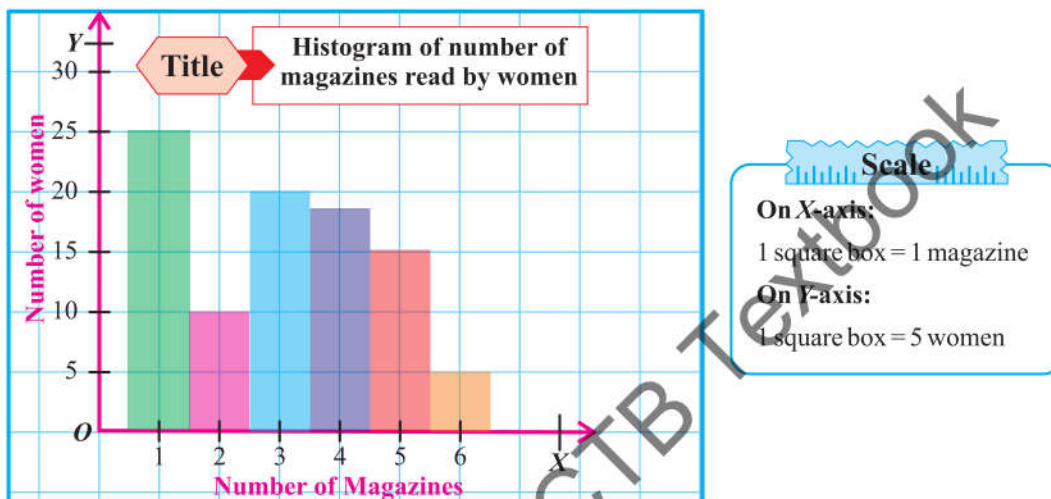 Y
Title
Histogram of number of
magazines read by women
30
25
20
15
10
5
O
Number of women
1 2 3 4 5 6 X
Number of Magazines
Scale
On X-axis:
1 square box = 1 magazine
On Y-axis:
1 square box = 5 women
CTB Textbook